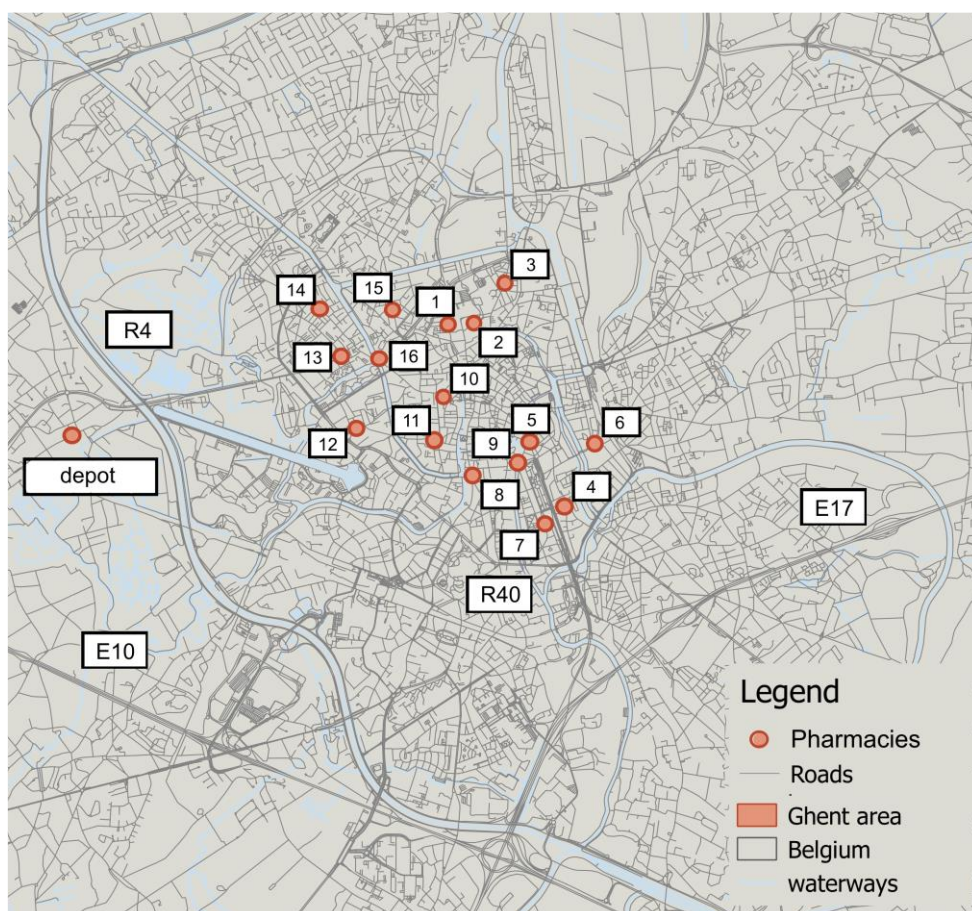 3
14
15
1
R4
2
13
16
10
11
5
6
9
12
depot
8
4
E17
7
R40
E10
Legend
Pharmacies
Roads
Ghent area
Belgium
waterways